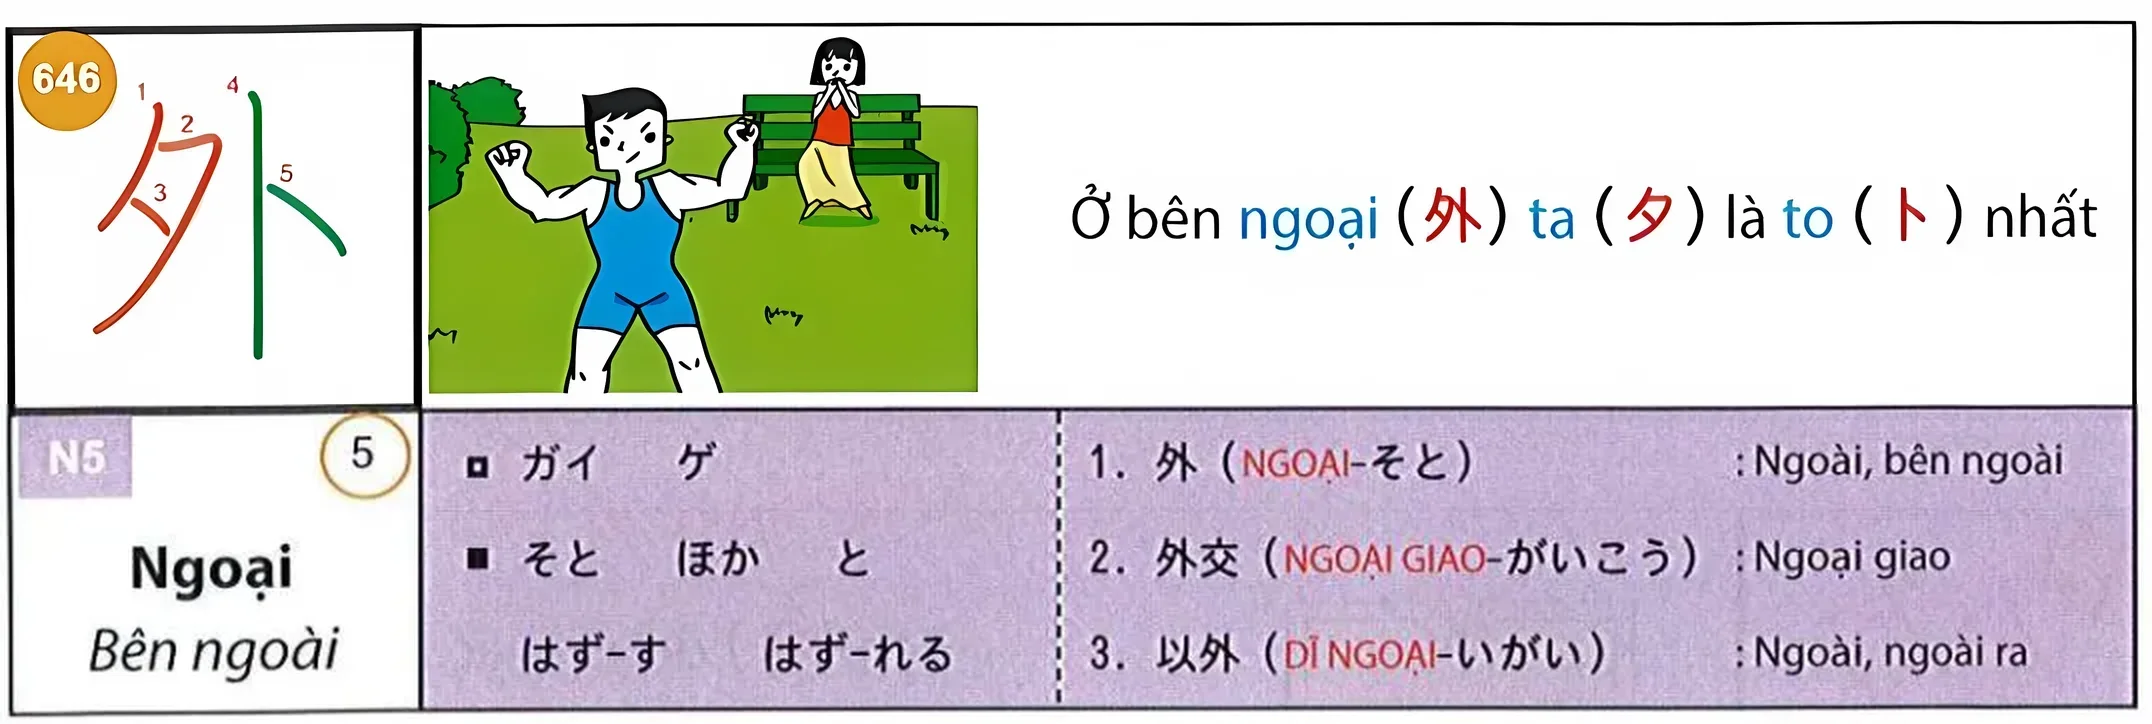 646
1
2
3
4
5
Ở bên ngoại (外) ta (夕) là to (ト) nhất
N5
5
Ngoại
Bên ngoài
ガイ ゲ
そと ほか と
はず-す はず-れる
1. 外 (NGOẠI-そと) : Ngoài, bên ngoài
2. 外交 (NGOẠI GIAO-がいこう) : Ngoại giao
3. 以外 (DĨ NGOẠI-いがい) : Ngoài, ngoài ra